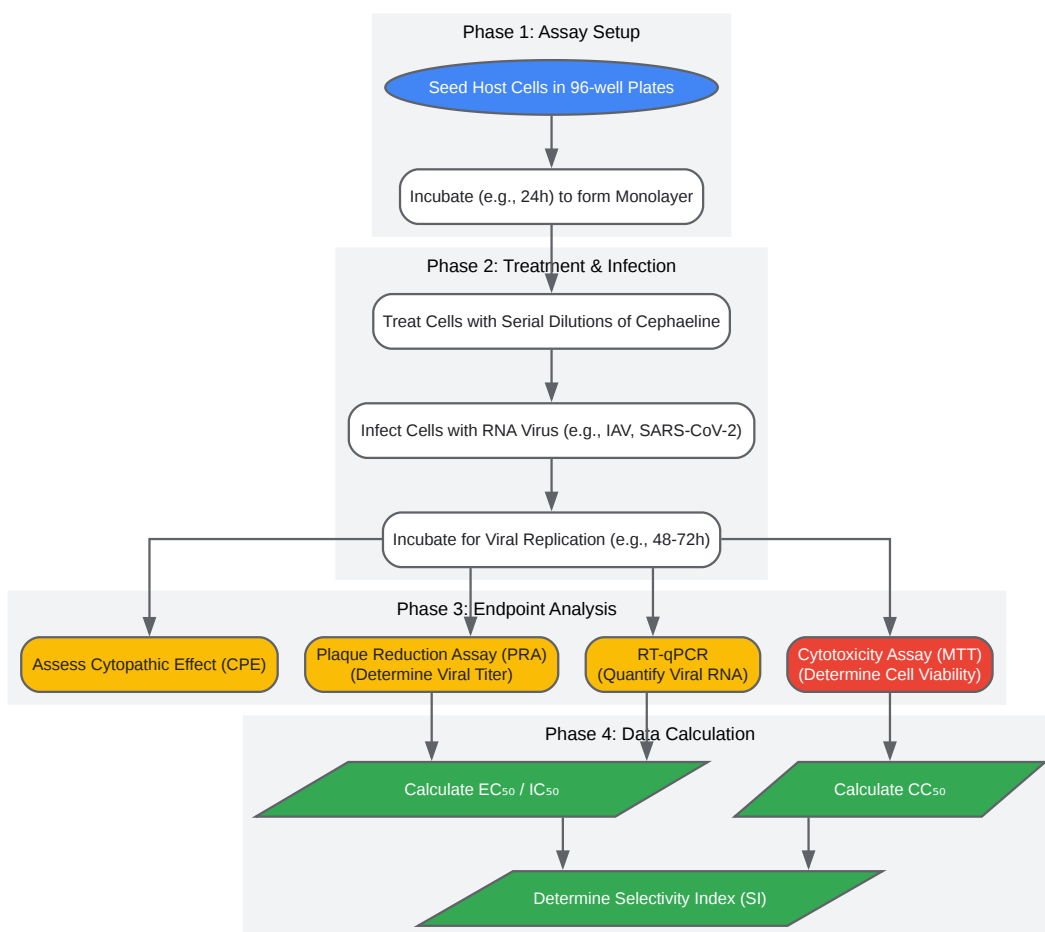 Phase 1: Assay Setup
Seed Host Cells in 96-well Plates
Incubate (e.g., 24h) to form Monolayer
Phase 2: Treatment & Infection
Treat Cells with Serial Dilutions of Cephaeline
Infect Cells with RNA Virus (e.g., IAV, SARS-CoV-2)
Incubate for Viral Replication (e.g., 48-72h)
Phase 3: Endpoint Analysis
Assess Cytopathic Effect (CPE)
Plaque Reduction Assay (PRA)
(Determine Viral Titer)
RT-qPCR
(Quantify Viral RNA)
Cytotoxicity Assay (MTT)
(Determine Cell Viability)
Phase 4: Data Calculation
Calculate EC₅₀ / IC₅₀
Calculate CC₅₀
Determine Selectivity Index (SI)